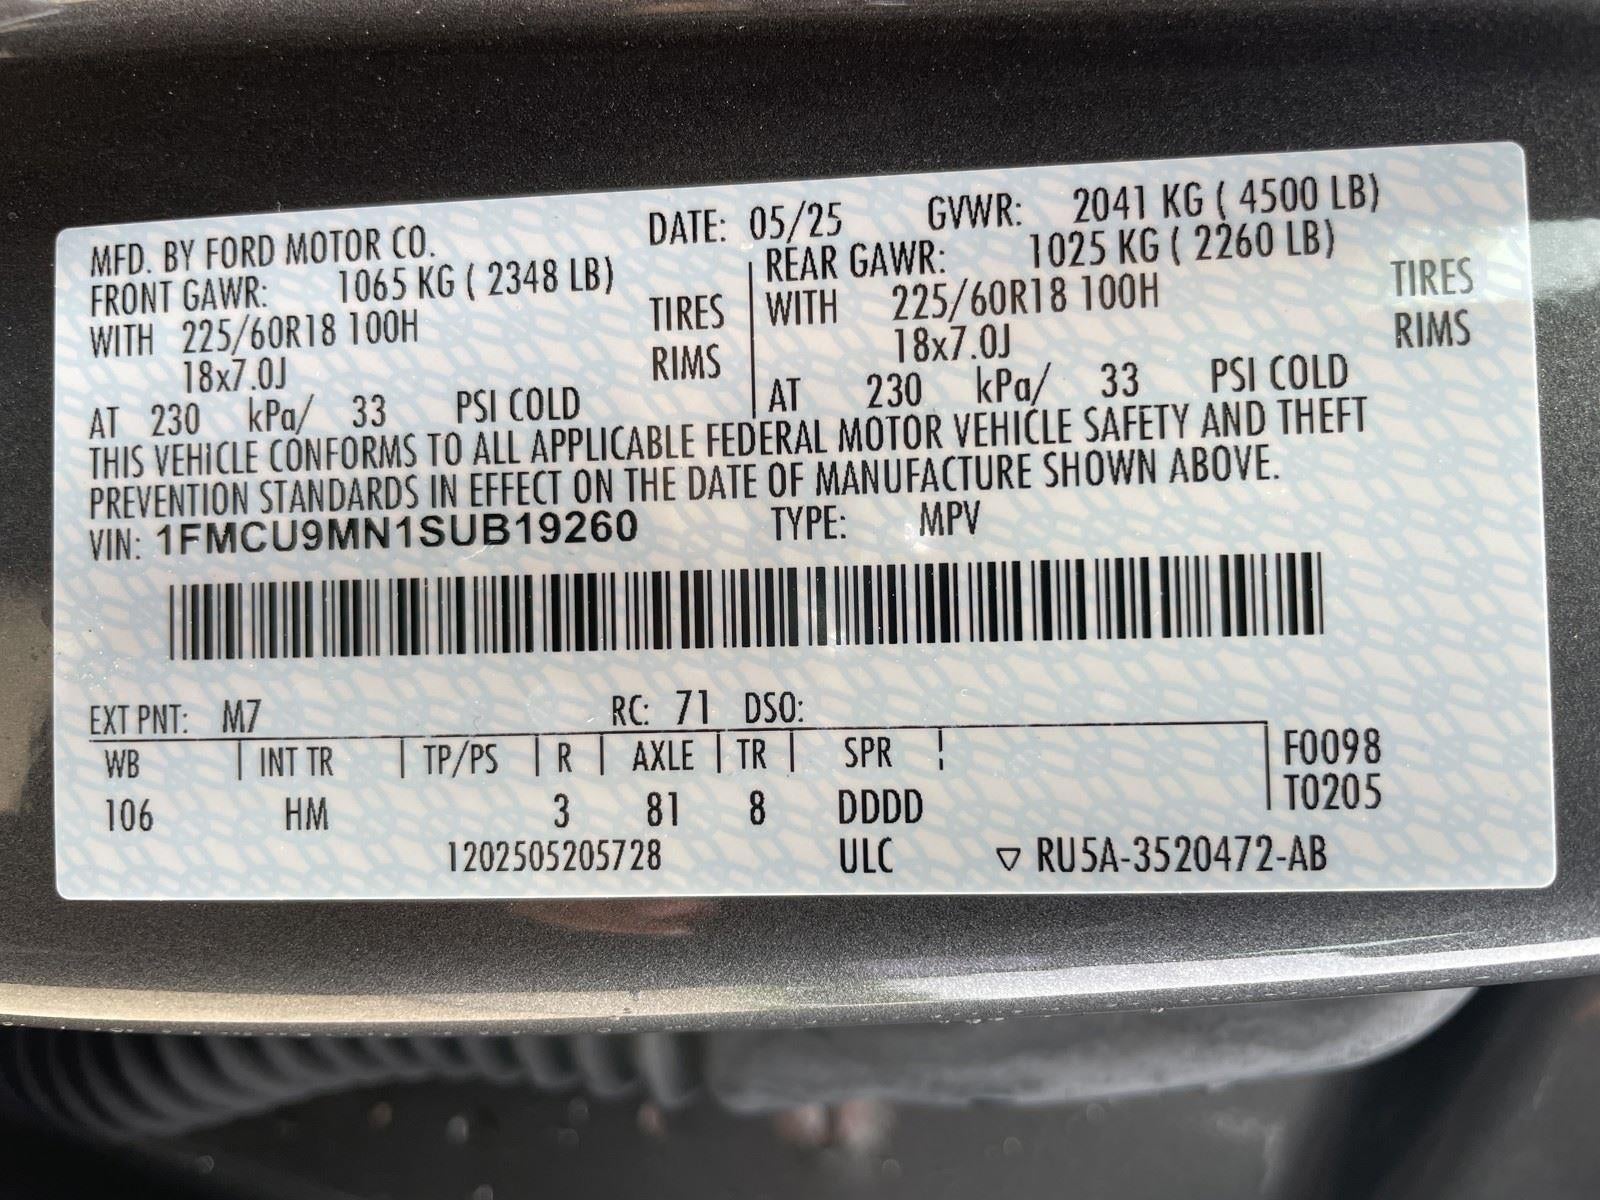 MFD. BY FORD MOTOR CO. DATE: 05/25 GVWR: 2041 KG ( 4500 LB)
FRONT GAWR: 1065 KG ( 2348 LB) REAR GAWR: 1025 KG ( 2260 LB)
WITH 225/60R18 100H TIRES WITH 225/60R18 100H TIRES
18x7.0J RIMS 18x7.0J RIMS
AT 230 kPa/ 33 PSI COLD AT 230 kPa/ 33 PSI COLD
THIS VEHICLE CONFORMS TO ALL APPLICABLE FEDERAL MOTOR VEHICLE SAFETY AND THEFT
PREVENTION STANDARDS IN EFFECT ON THE DATE OF MANUFACTURE SHOWN ABOVE.
VIN: 1FMCU9MN1SUB19260 TYPE: MPV
EXT PNT: M7 RC: 71 DSO:
WB | INT TR | TP/PS | R | AXLE | TR | SPR F0098
106 HM 3 81 8 DDDD T0205
1202505205728 ULC ▽ RU5A-3520472-AB